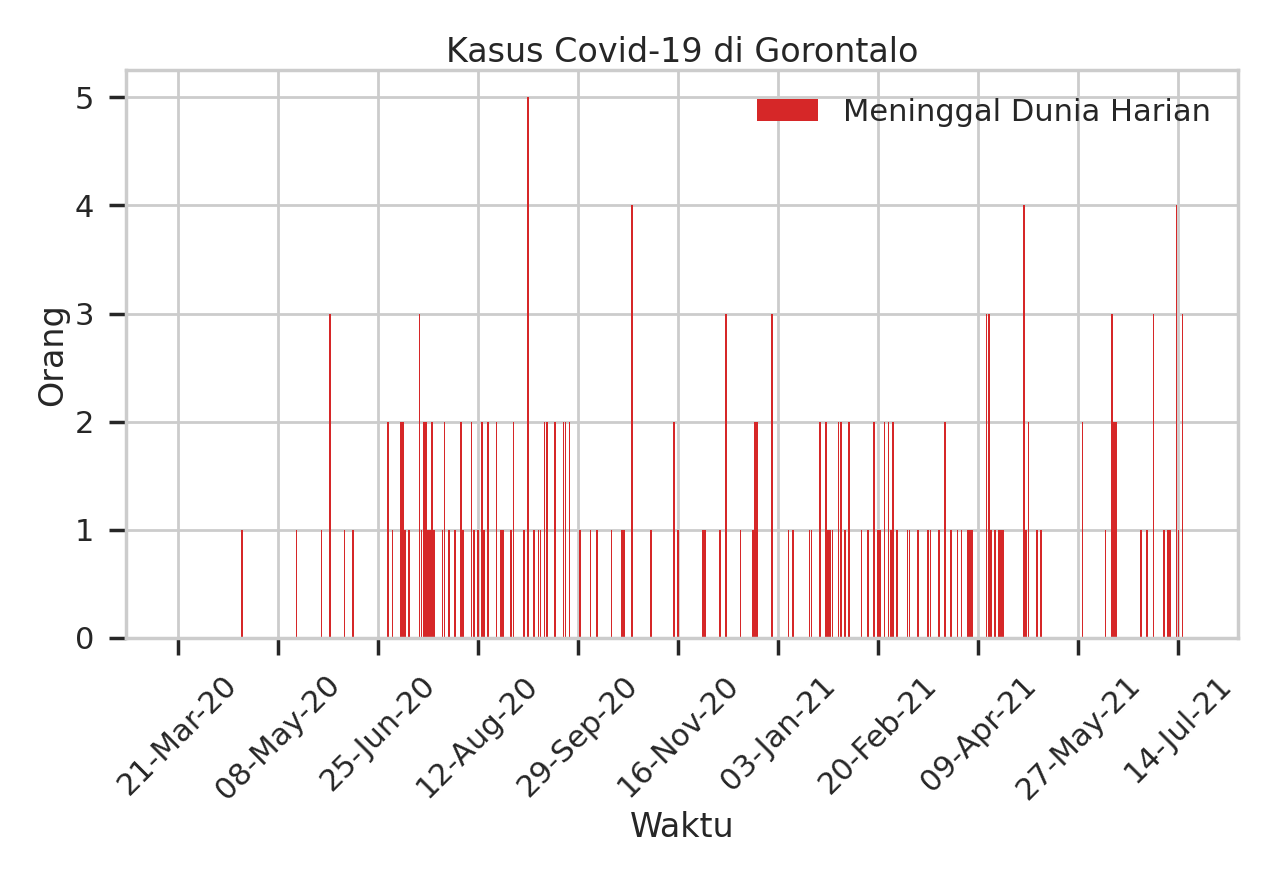 Kasus Covid-19 di Gorontalo
Meninggal Dunia Harian
Orang
5
4
3
2
1
0
21-Mar-20
08-May-20
25-Jun-20
12-Aug-20
29-Sep-20
16-Nov-20
03-Jan-21
20-Feb-21
09-Apr-21
27-May-21
14-Jul-21
Waktu